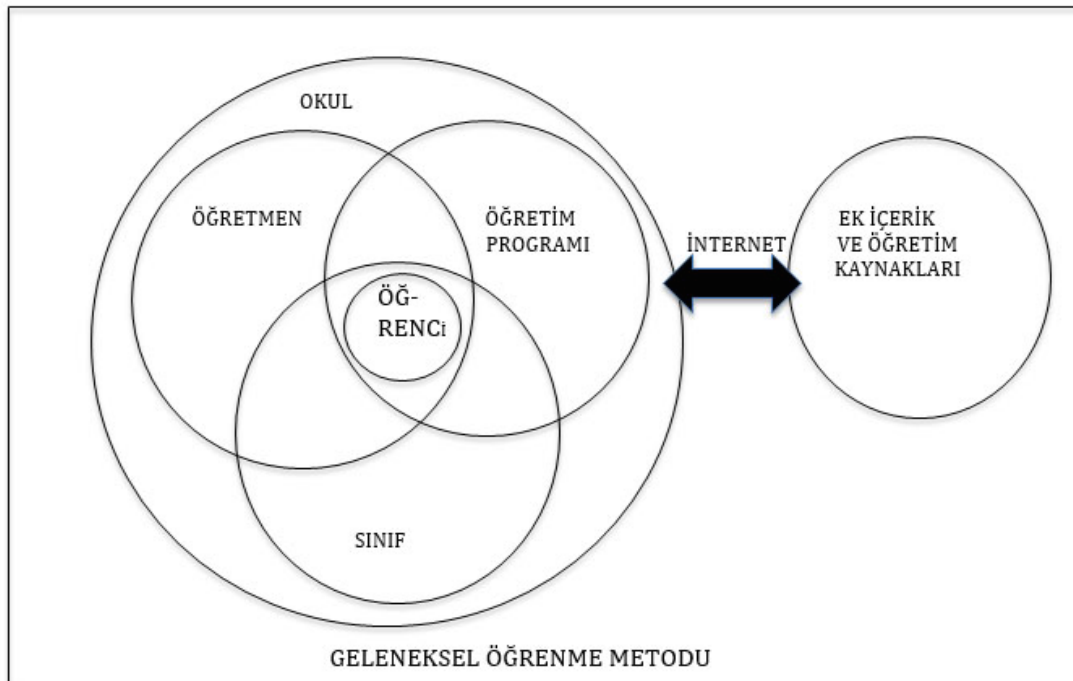 OKUL
ÖĞRETMEN
ÖĞRETİM
PROGRAMI
İNTERNET
EK İÇERİK
VE ÖĞRETİM
KAYNAKLARI
ÖĞ-
RENCİ
SINIF
GELENEKSEL ÖĞRENME METODU